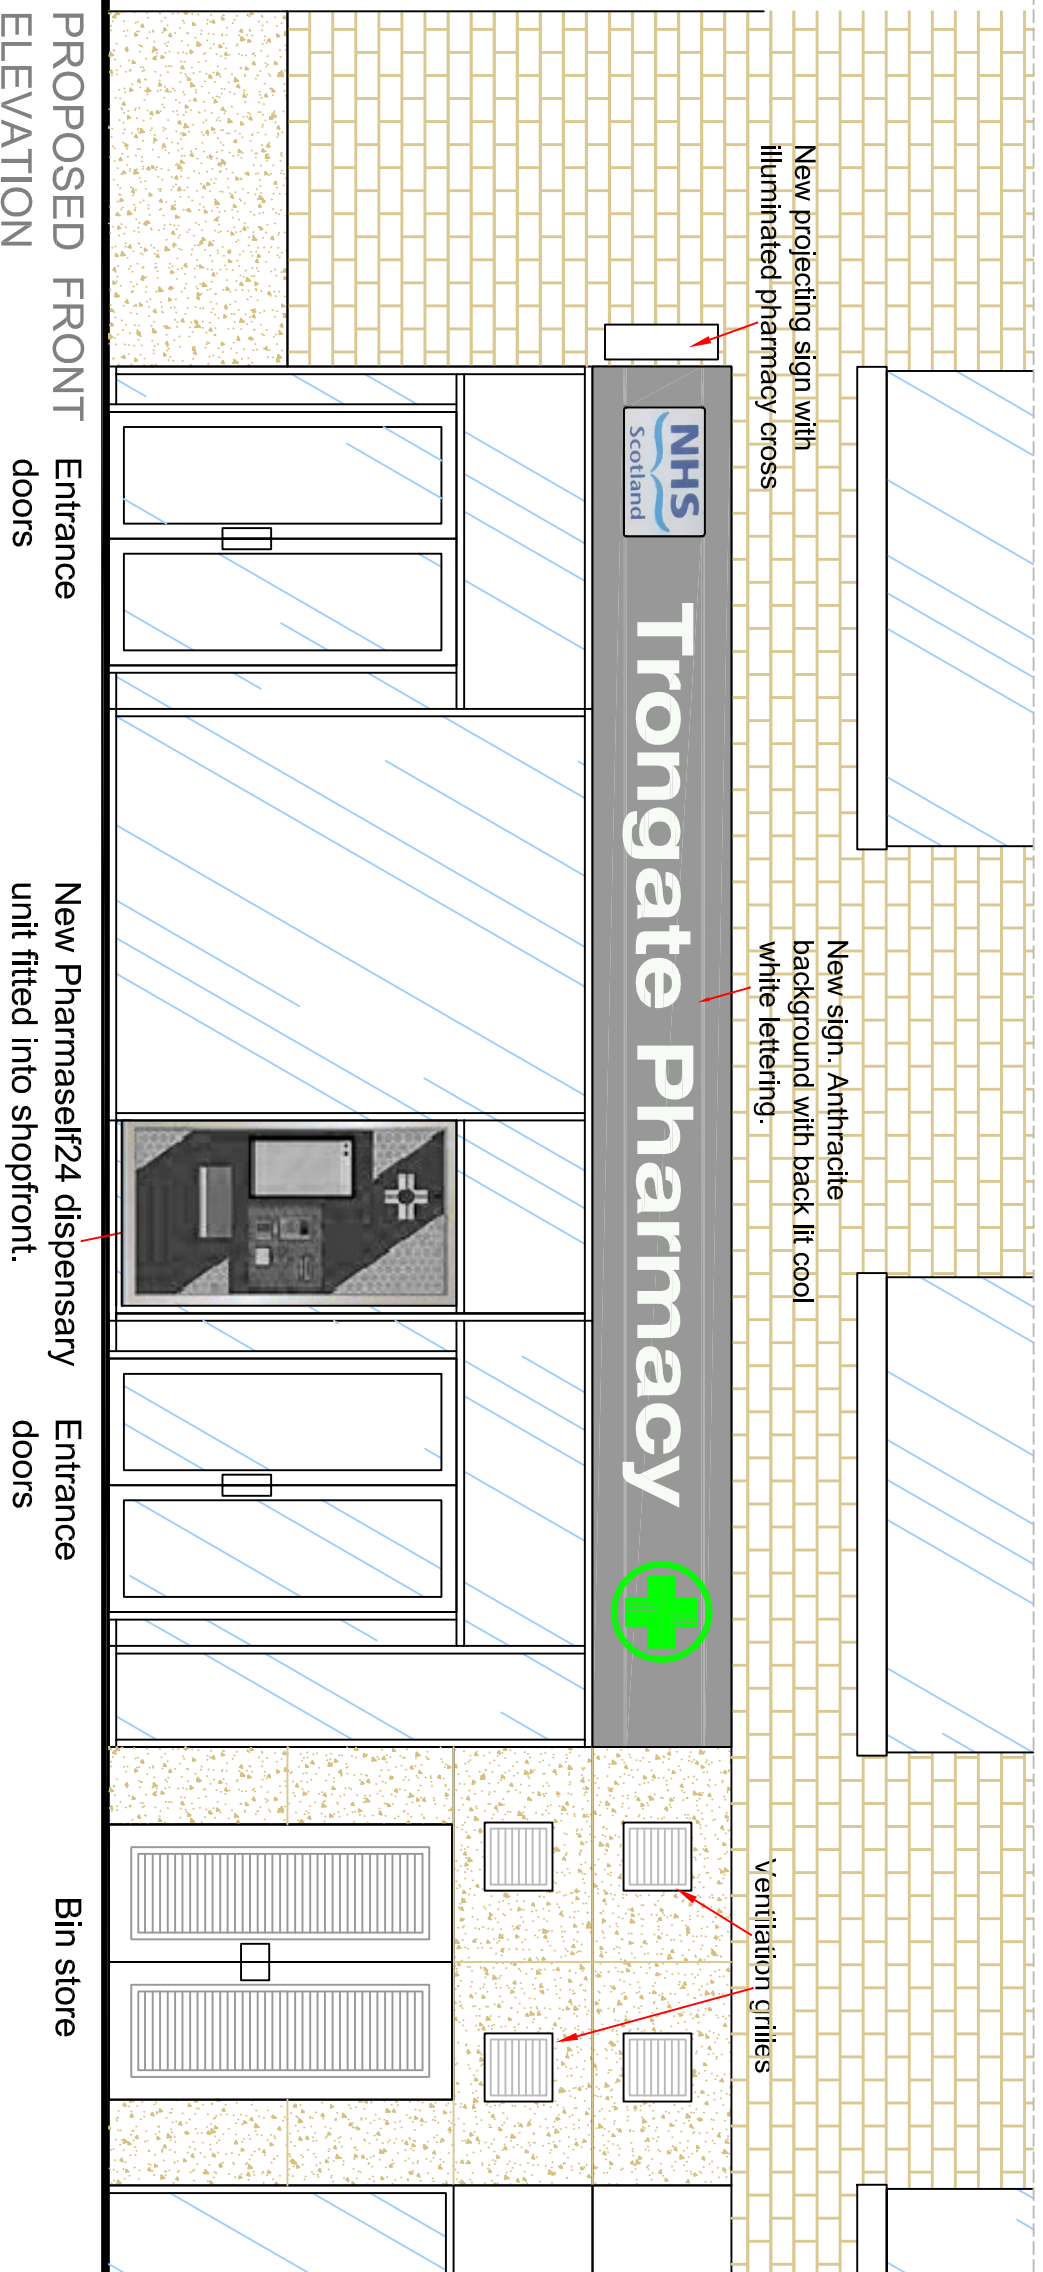 New projecting sign with
illuminated pharmacy cross
New sign. Anthracite
background with back lit cool
white lettering.
Ventilation grilles
NHS
Scotland
Trongate Pharmacy
Entrance
doors
New Pharmaself24 dispensary
unit fitted into shopfront.
Entrance
doors
Bin store
PROPOSED FRONT
ELEVATION